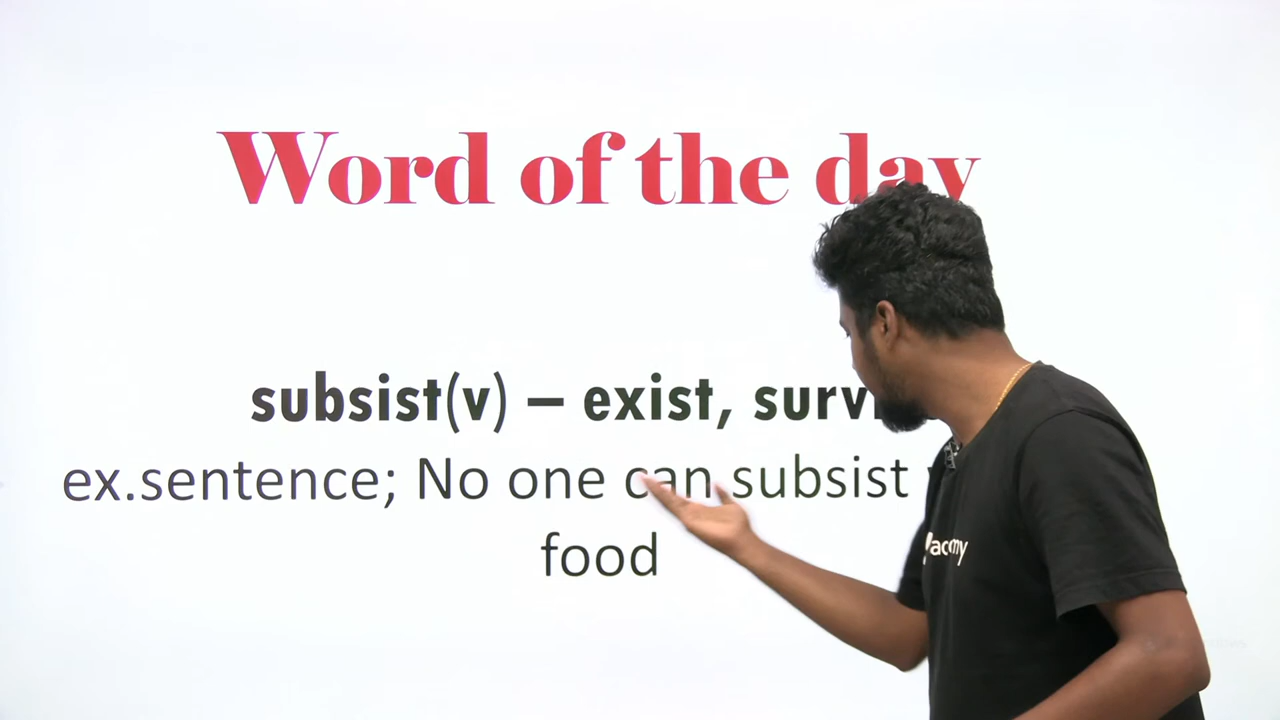 Word of the day
subsist(v) – exist,
ex.sentence; No one can subsist
food